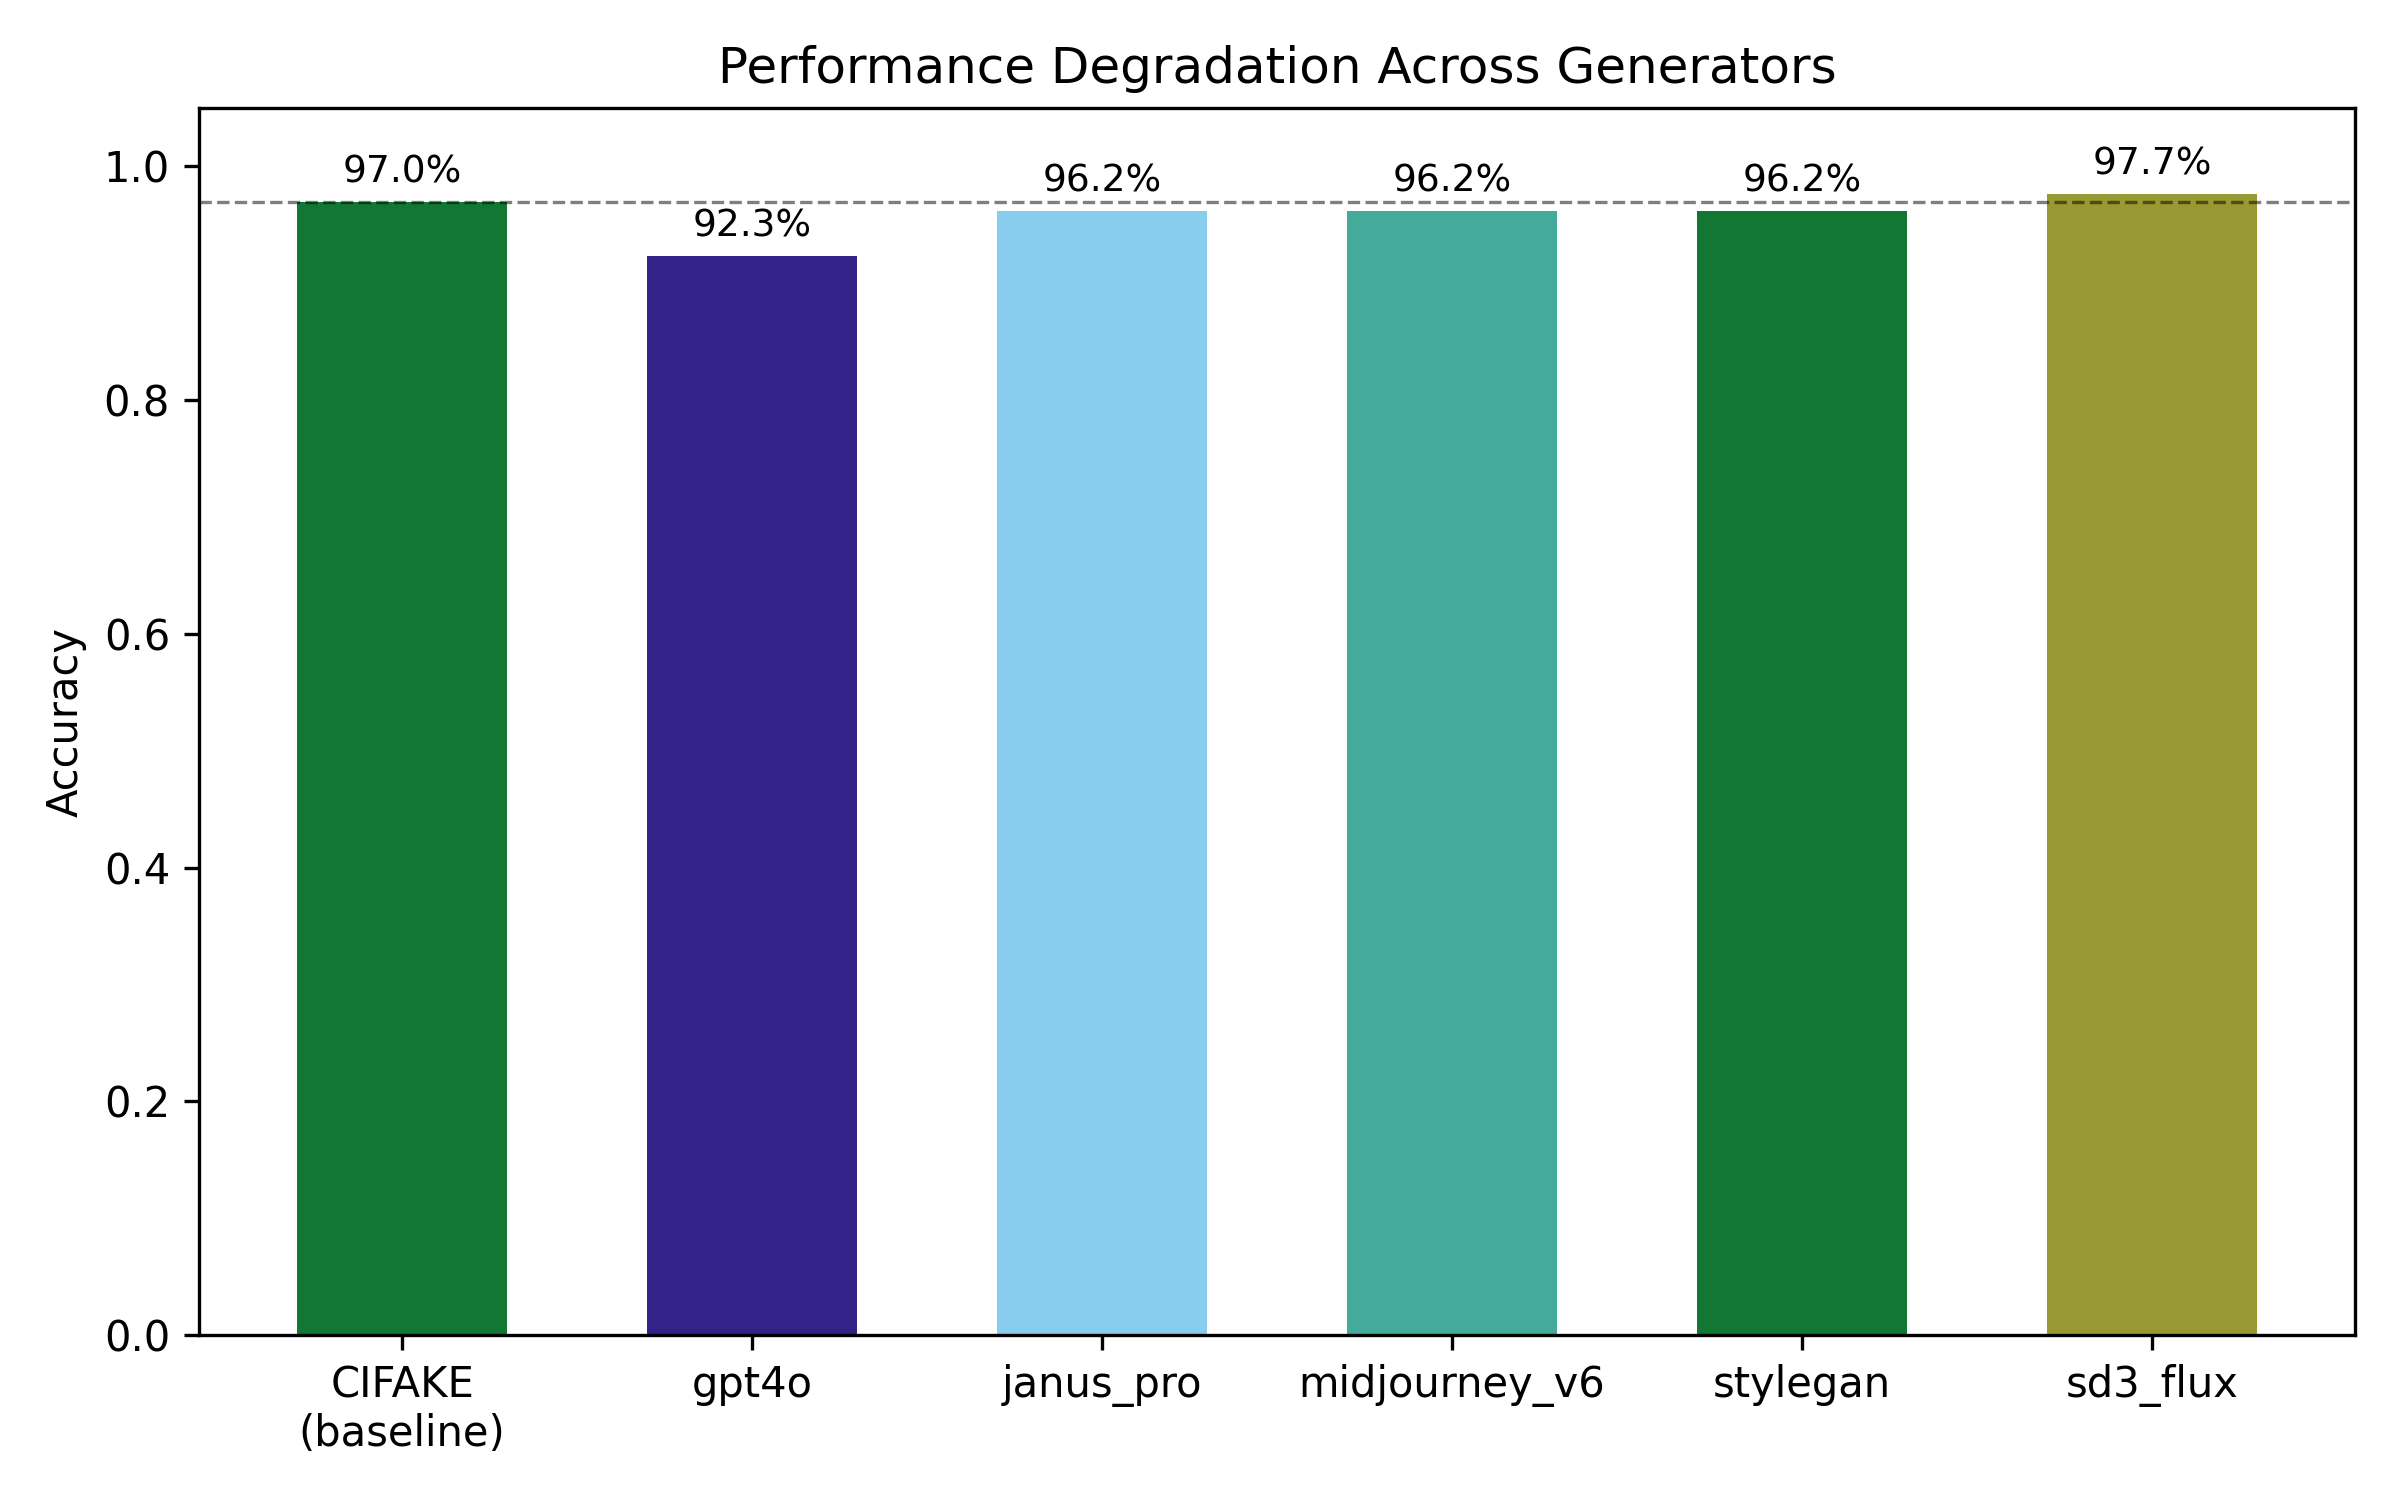 Performance Degradation Across Generators
Accuracy
1.0
0.8
0.6
0.4
0.2
0.0
97.0%
92.3%
96.2%
96.2%
96.2%
97.7%
CIFAKE
(baseline)
gpt4o
janus_pro
midjourney_v6
stylegan
sd3_flux